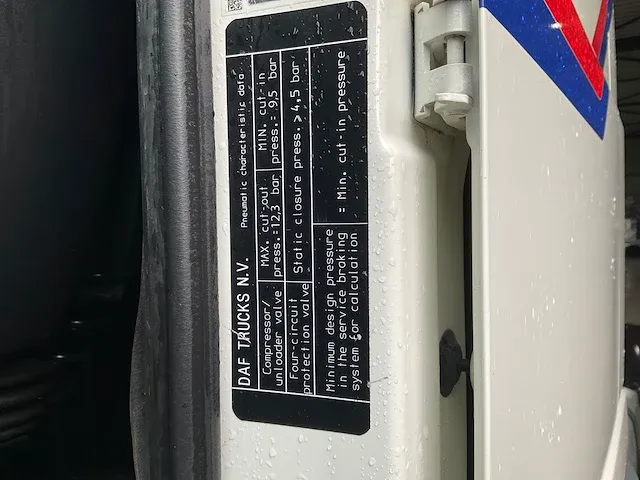 DAF TRUCKS N.V. Pneumatic characteristic data
Compressor/
unloader valve
MAX. cut-out
press.=12,3 bar
MIN. cut-in
press.= 9,5 bar
Four-circuit
protection valve
Static closure press. > 4,5 bar
Minimum design pressure
in the service braking
system for calculation
= Min. cut-in pressure